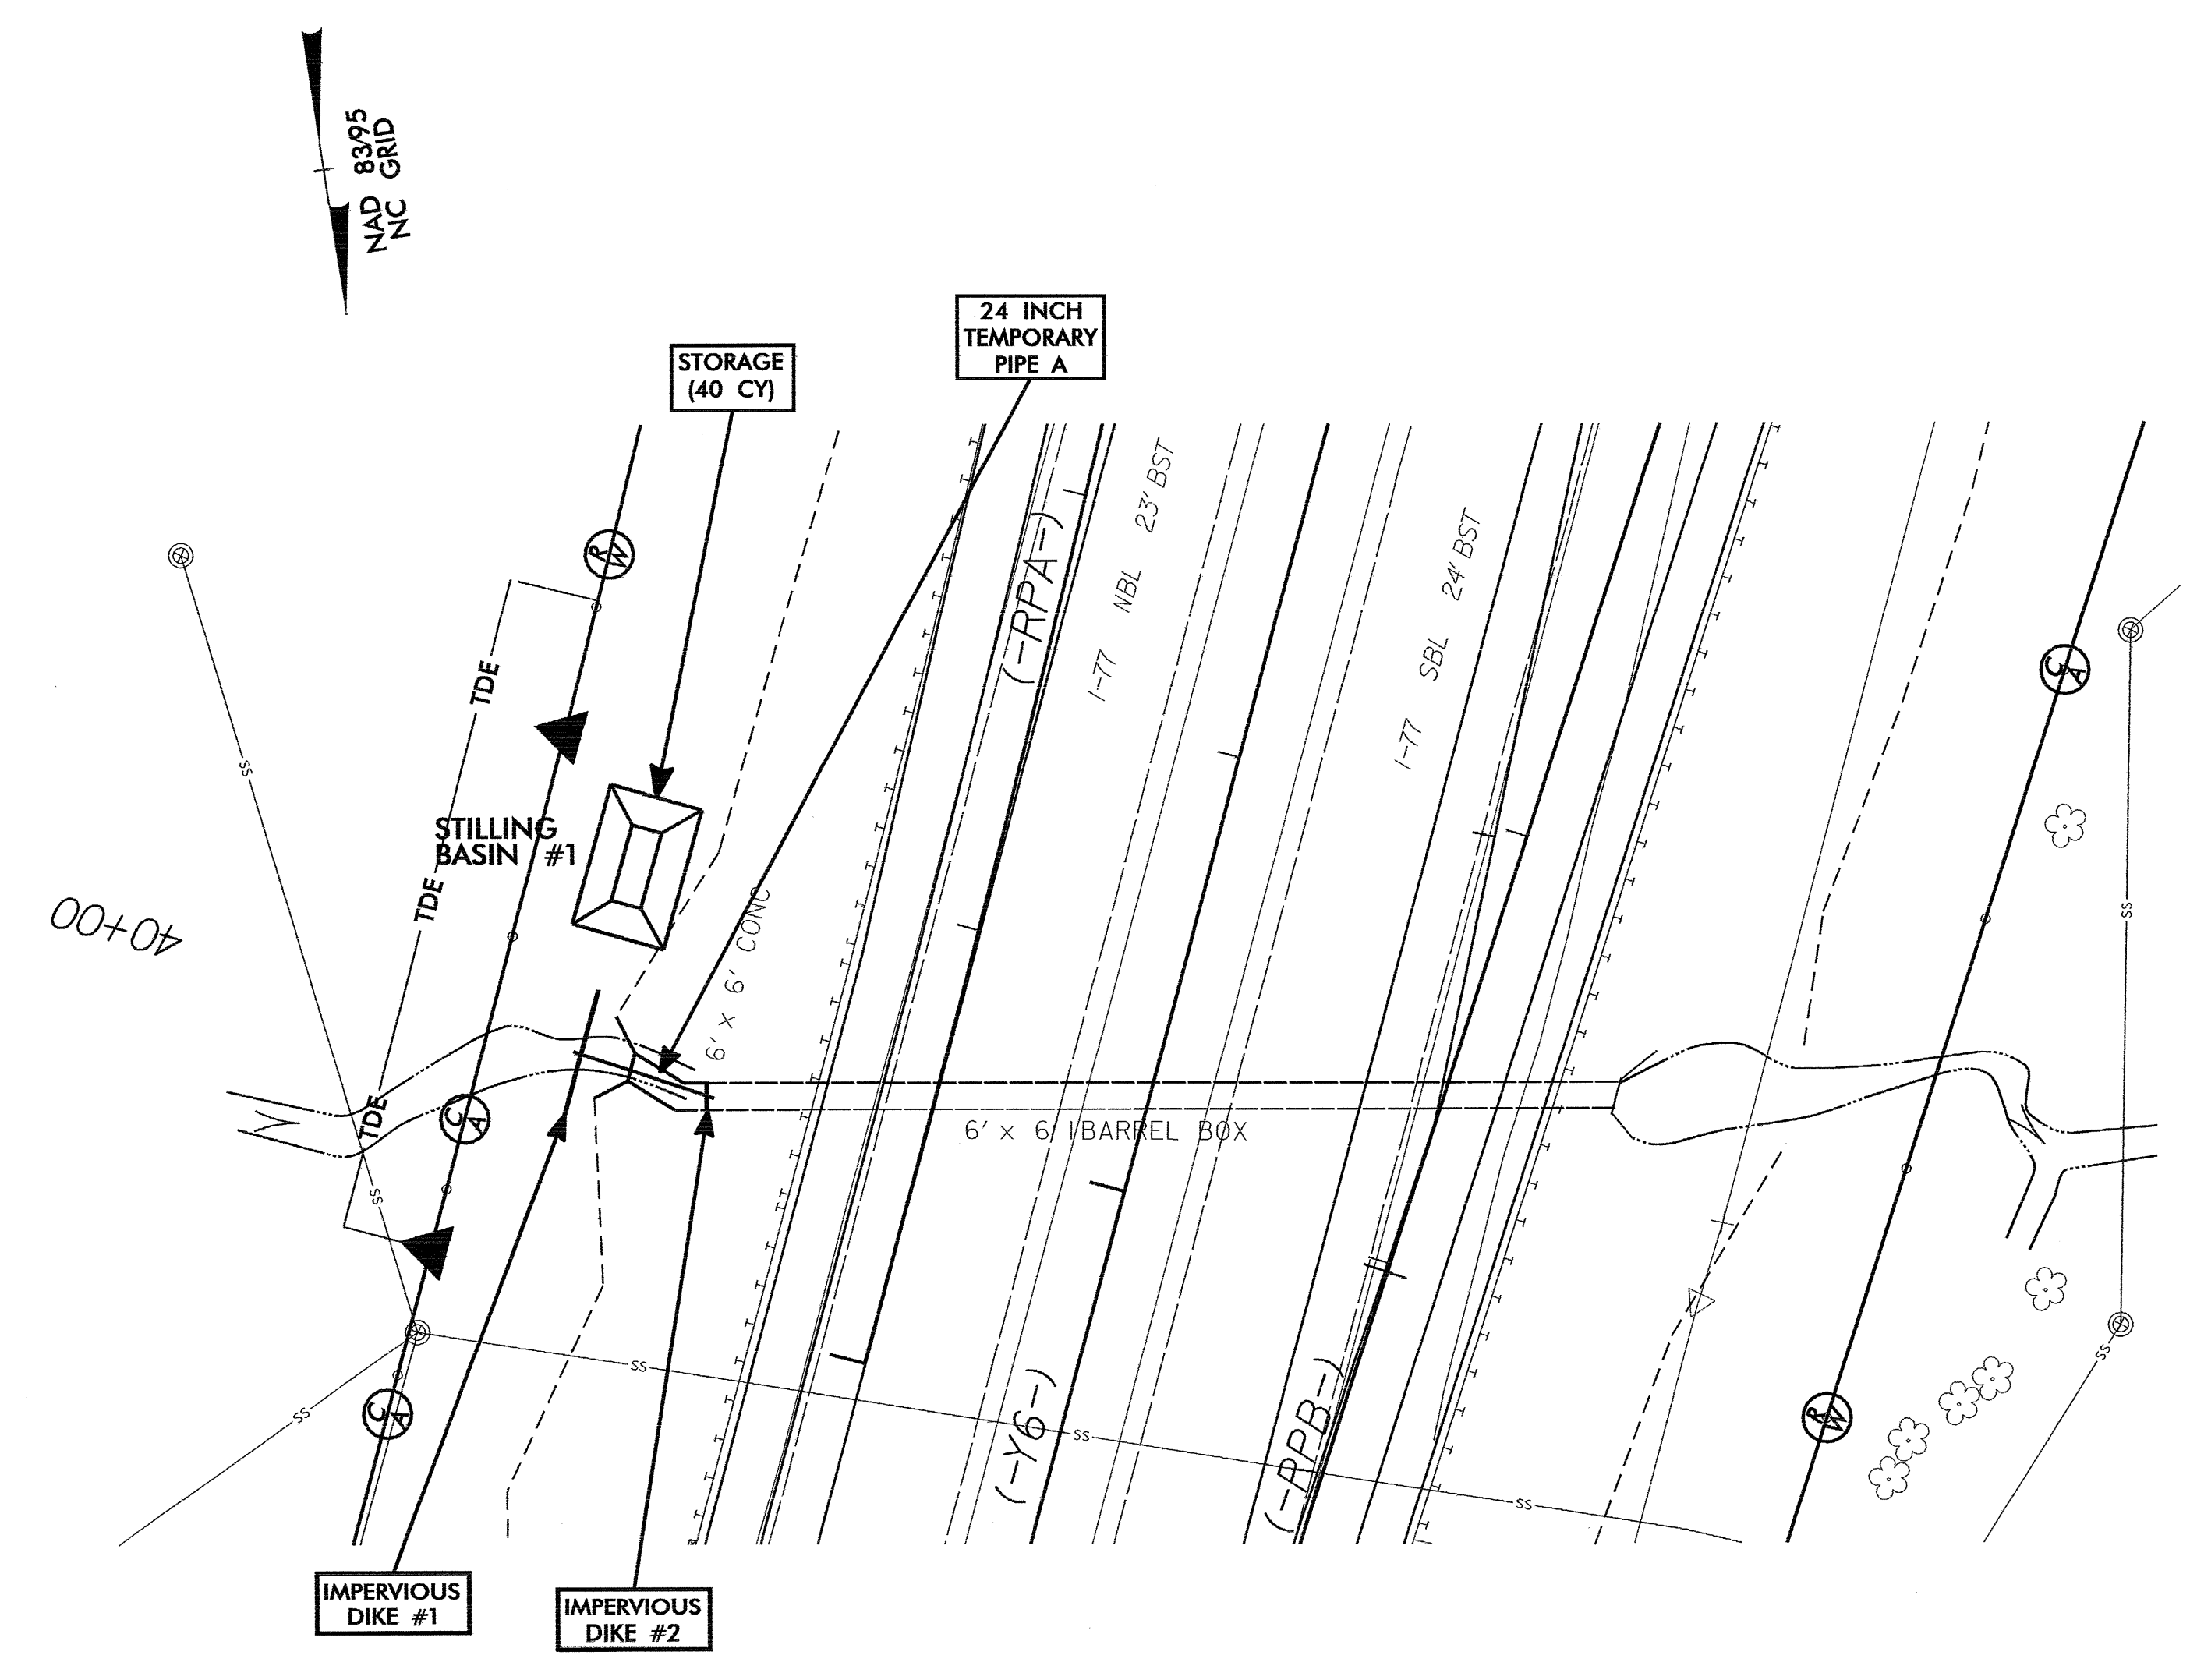 NAD 83/95
NC GRID
24 INCH
TEMPORARY
PIPE A
STORAGE
(40 CY)
R
W
(-RPA-)
I-77 NBL 23' BST
I-77 SBL 24' BST
TDE
C
A
SS
STILLING
BASIN #1
TDE
6' x 6' CONC
SS
40+00
TDE
C
A
6' x 6' 1 BARREL BOX
SS
SS
SS
SS
SS
C
A
(-Y6-)
(-RPB-)
R
W
SS
SS
IMPERVIOUS
DIKE #1
IMPERVIOUS
DIKE #2